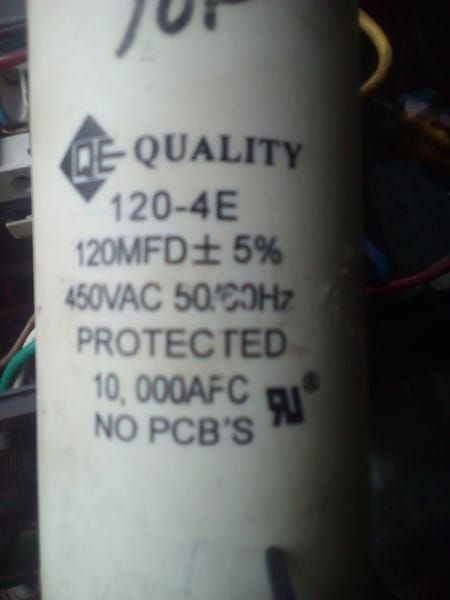 QE QUALITY
120-4E
120MFD ± 5%
450VAC 50/60Hz
PROTECTED
10, 000AFC
NO PCB'S